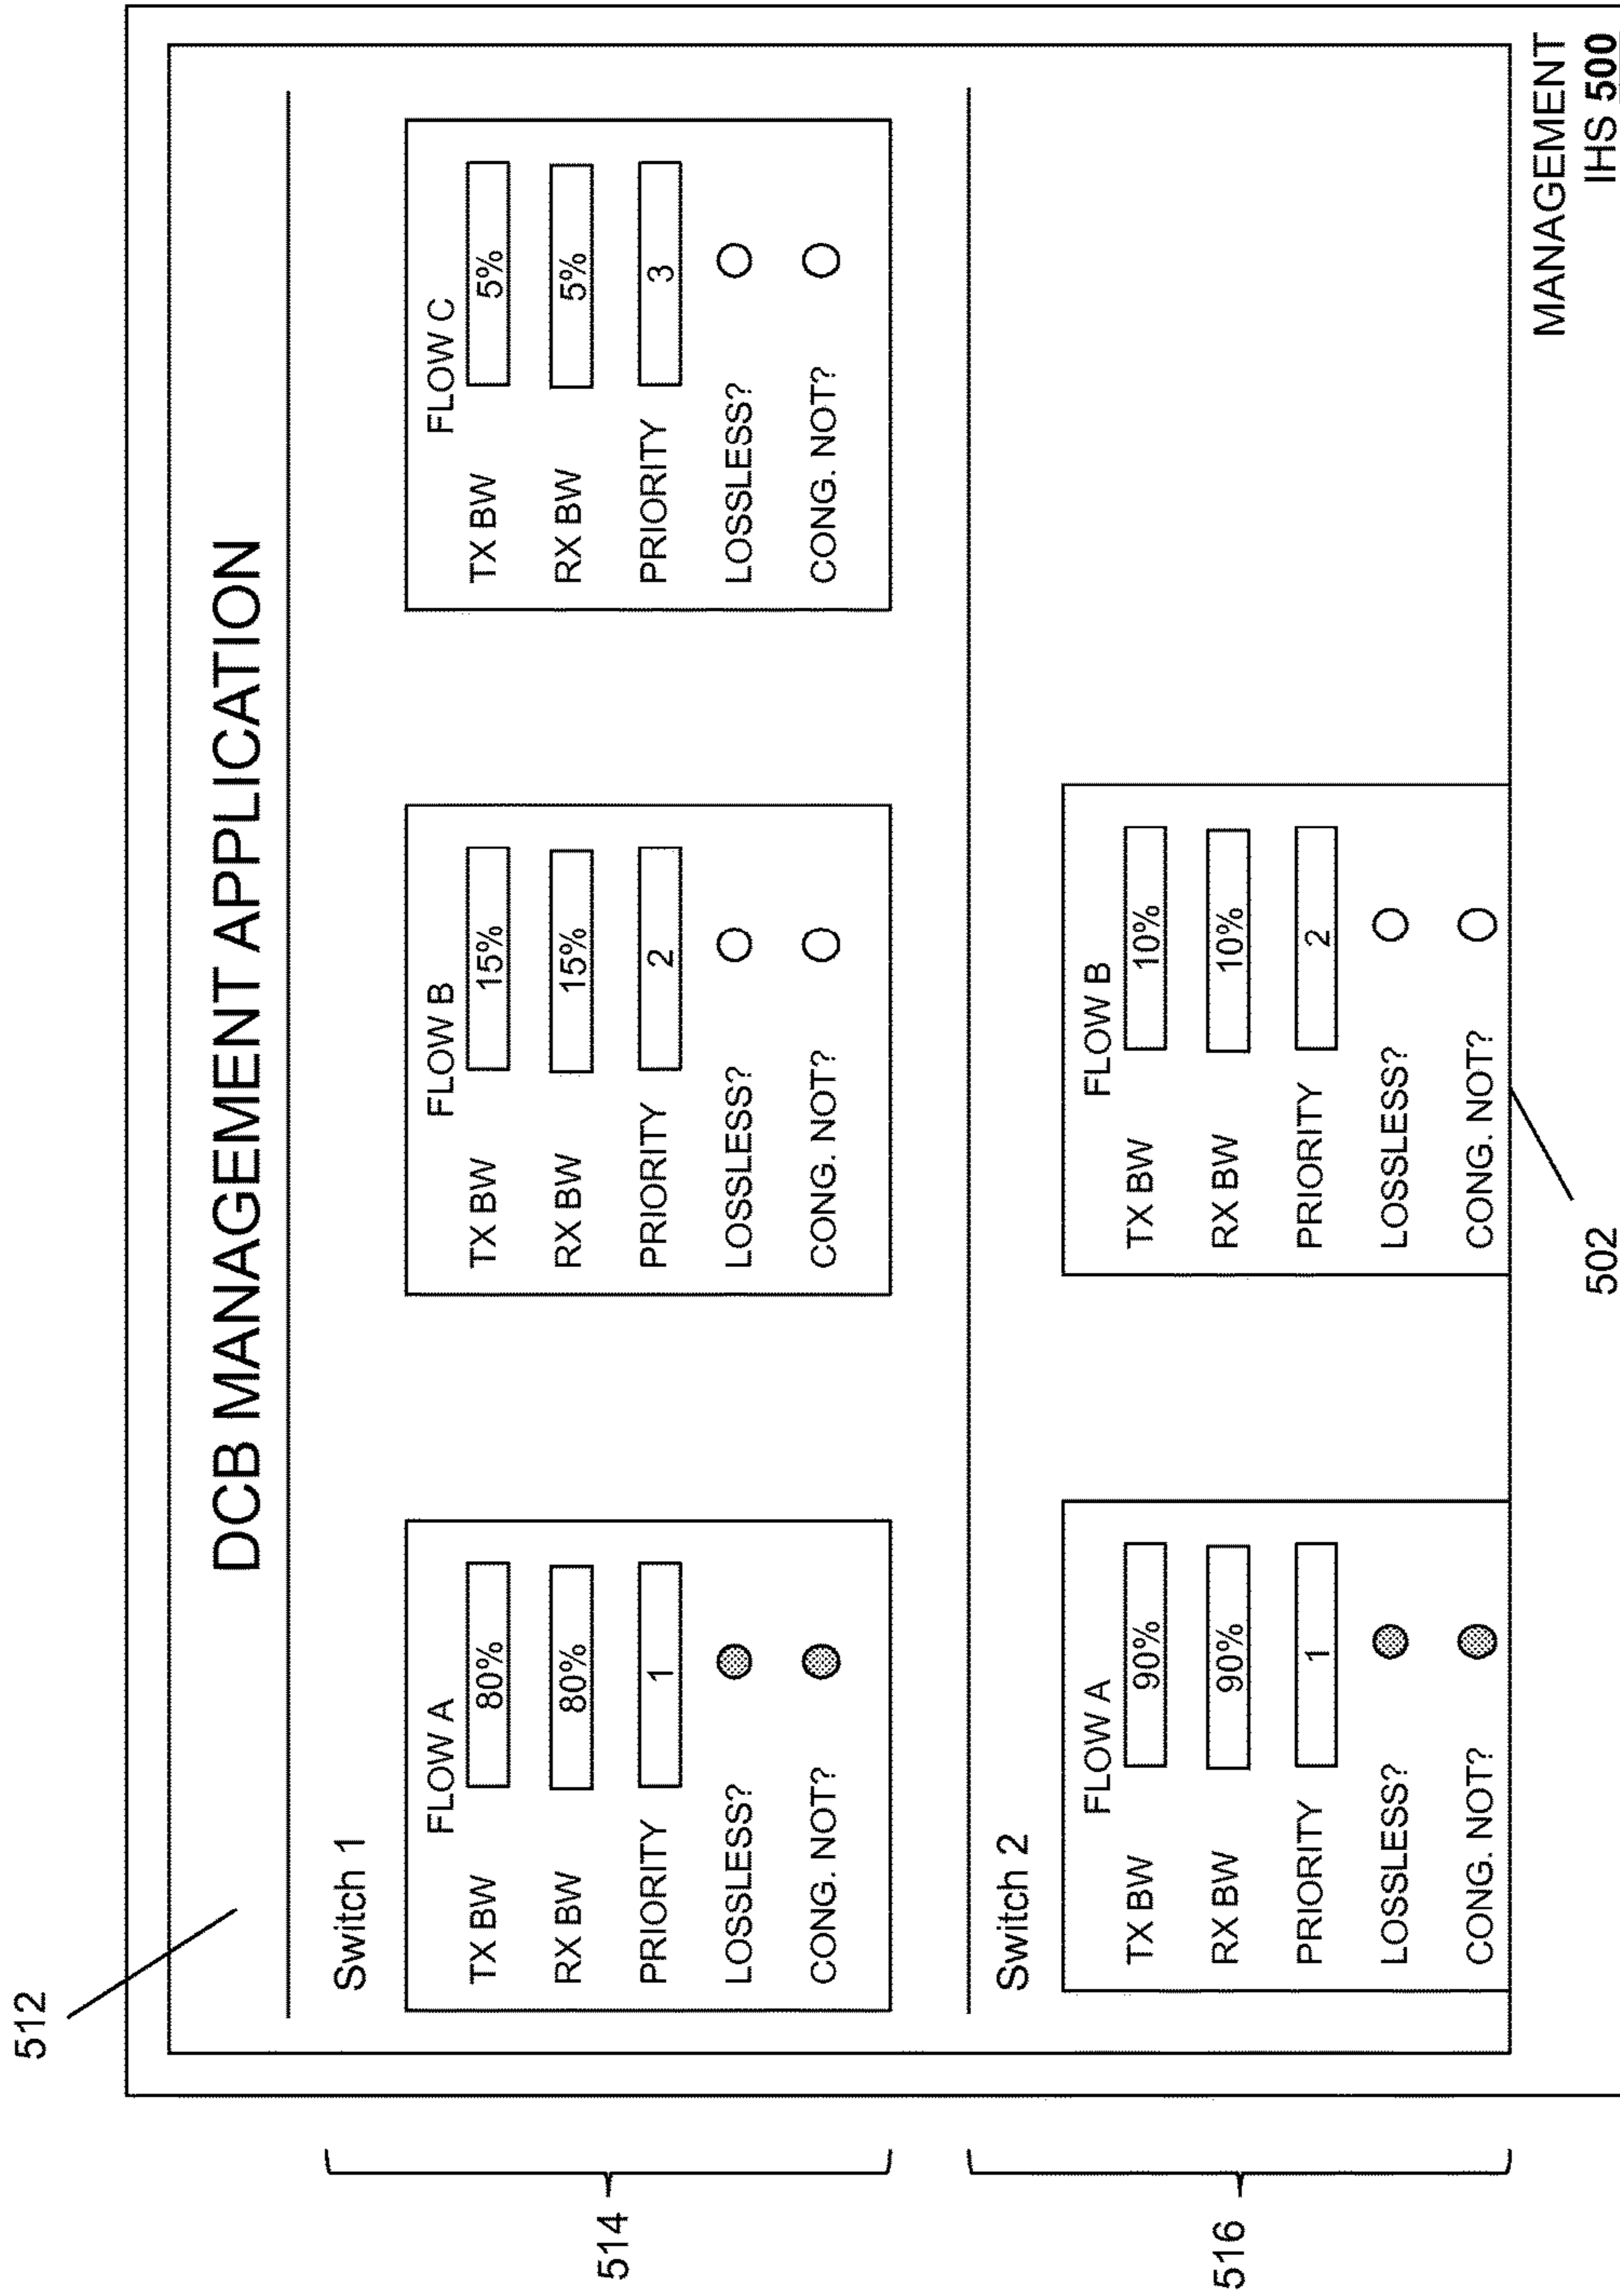 512
DCB MANAGEMENT APPLICATION
514
Switch 1
FLOW A
TX BW 80%
RX BW 80%
PRIORITY 1
LOSSLESS?
CONG. NOT?
FLOW B
TX BW 15%
RX BW 15%
PRIORITY 2
LOSSLESS?
CONG. NOT?
FLOW C
TX BW 5%
RX BW 5%
PRIORITY 3
LOSSLESS?
CONG. NOT?
516
Switch 2
FLOW A
TX BW 90%
RX BW 90%
PRIORITY 1
LOSSLESS?
CONG. NOT?
FLOW B
TX BW 10%
RX BW 10%
PRIORITY 2
LOSSLESS?
CONG. NOT?
502
MANAGEMENT
IHS 500